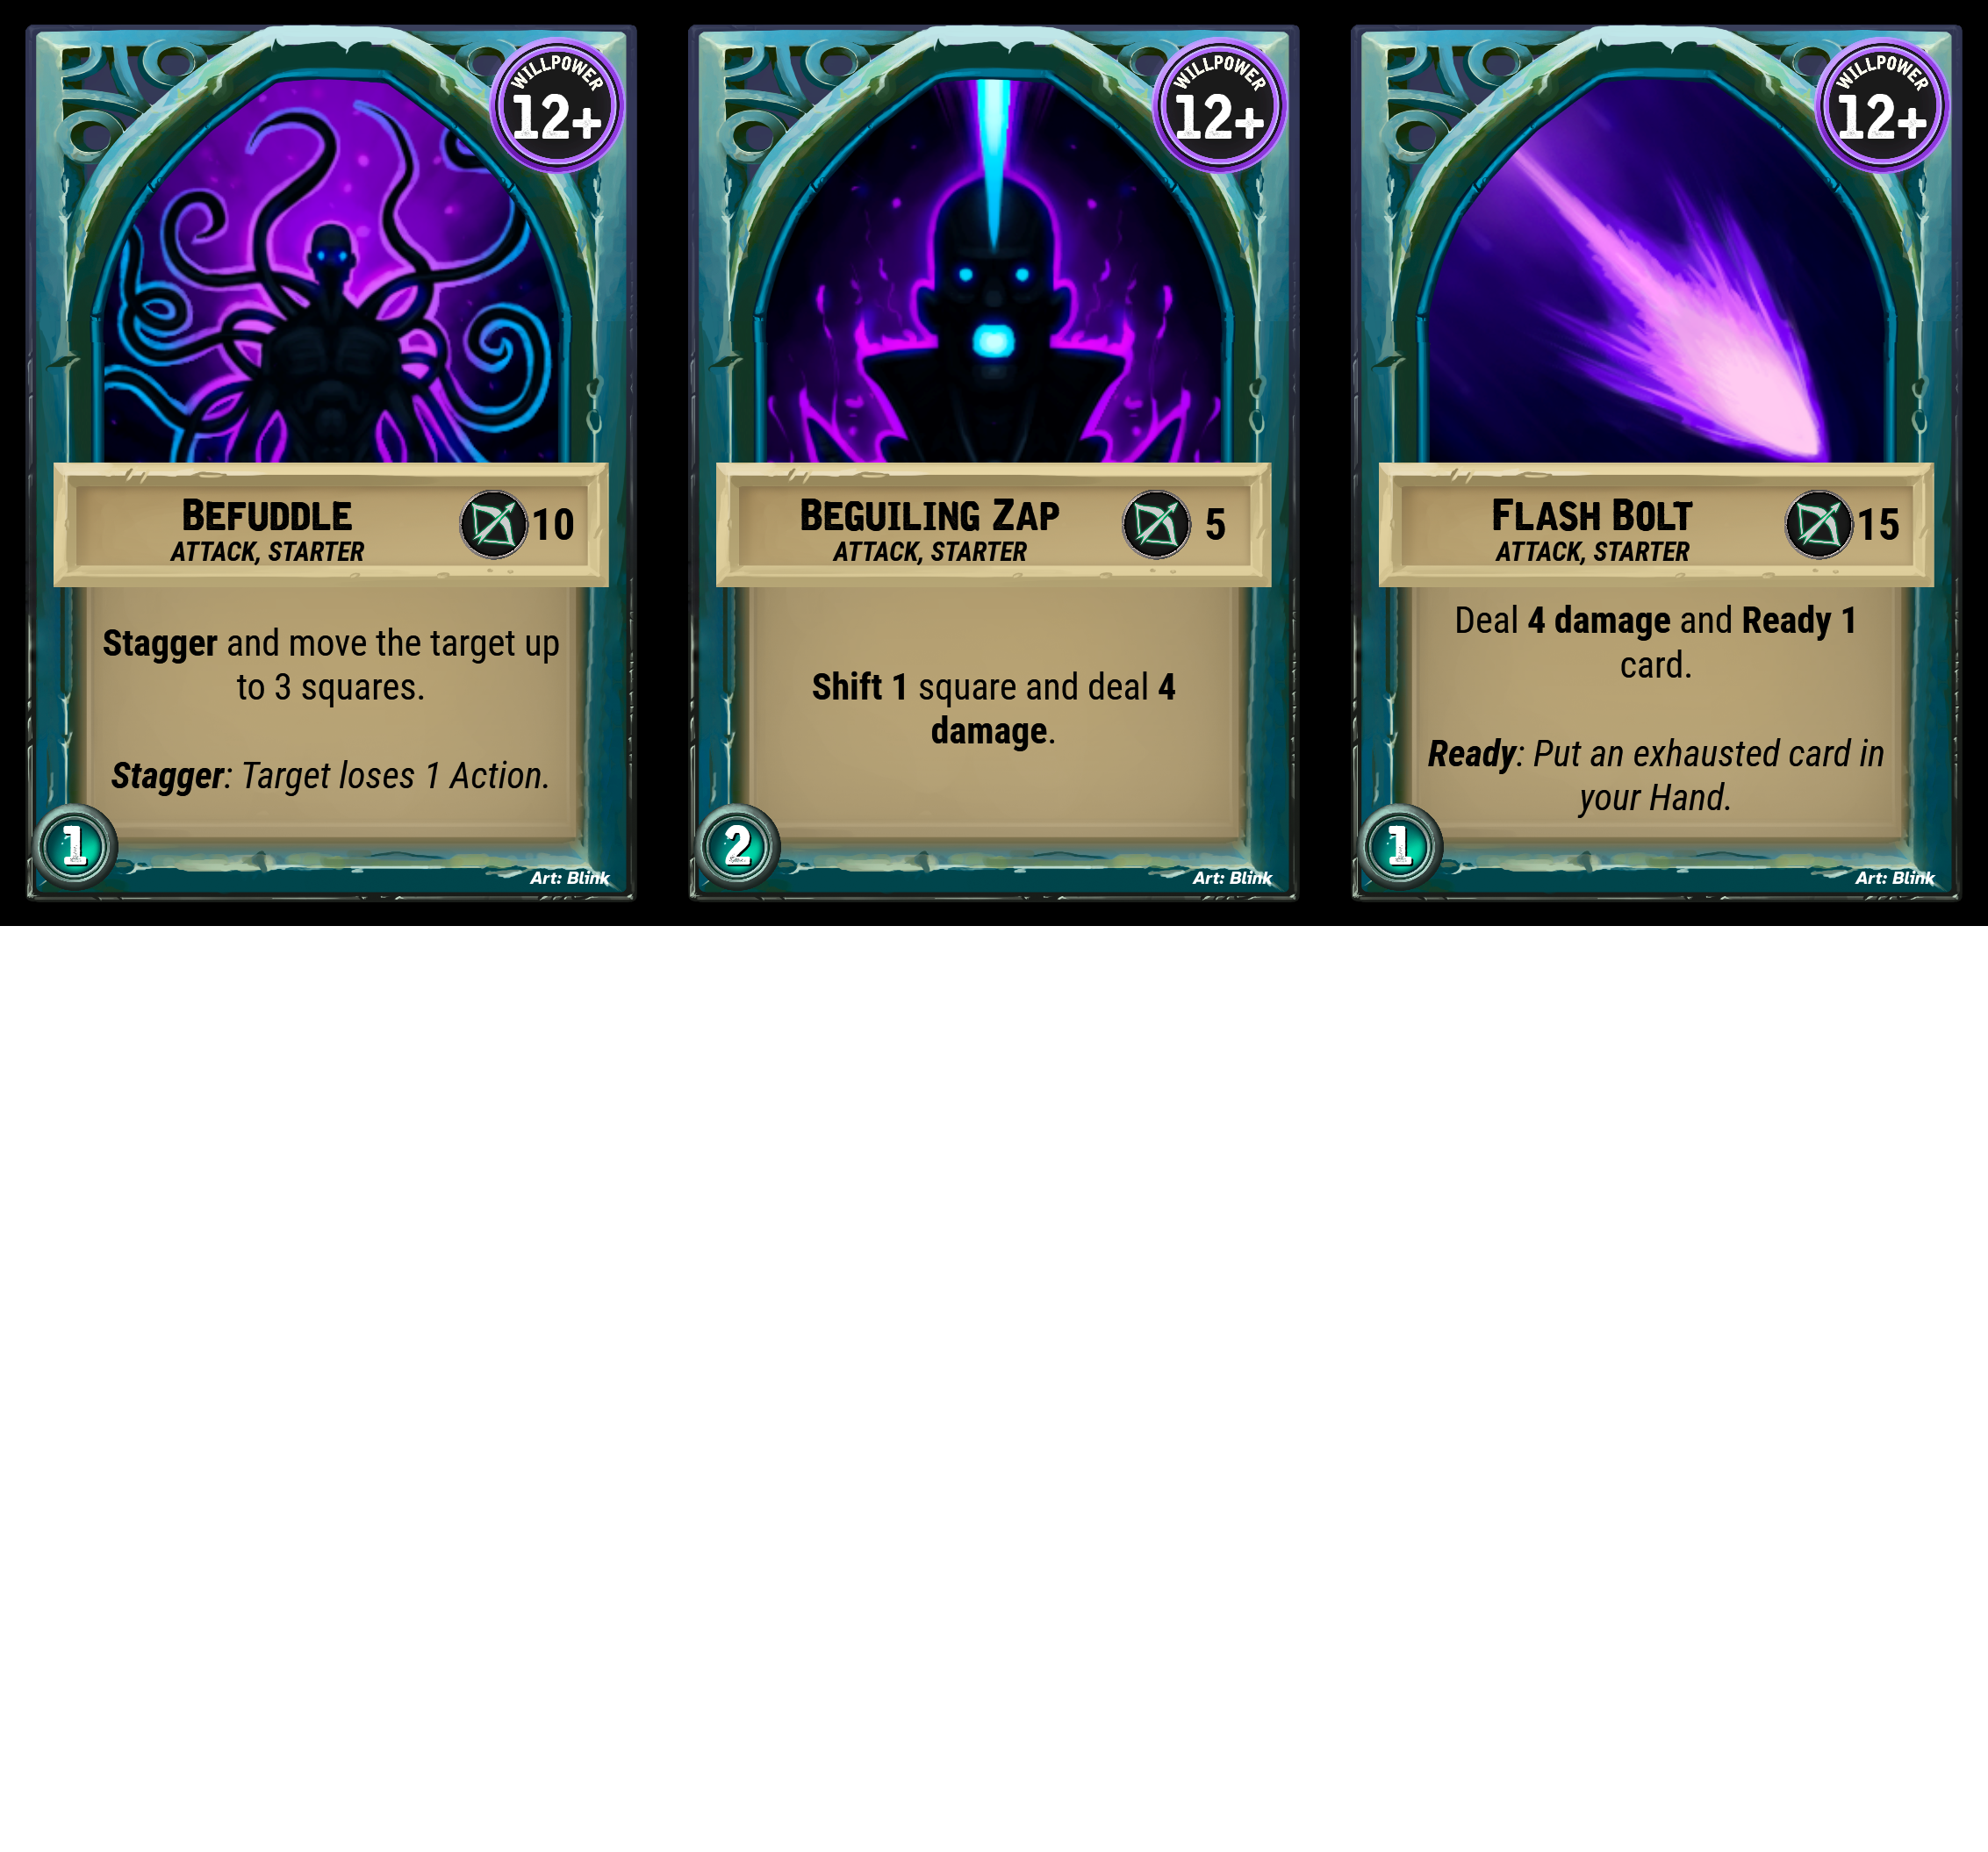 WILLPOWER
12+
BEFUDDLE
ATTACK, STARTER
10
Stagger and move the target up
to 3 squares.
Stagger: Target loses 1 Action.
1
Art: Blink
WILLPOWER
12+
BEGUILING ZAP
ATTACK, STARTER
5
Shift 1 square and deal 4
damage.
2
Art: Blink
WILLPOWER
12+
FLASH BOLT
ATTACK, STARTER
15
Deal 4 damage and Ready 1
card.
Ready: Put an exhausted card in
your Hand.
1
Art: Blink